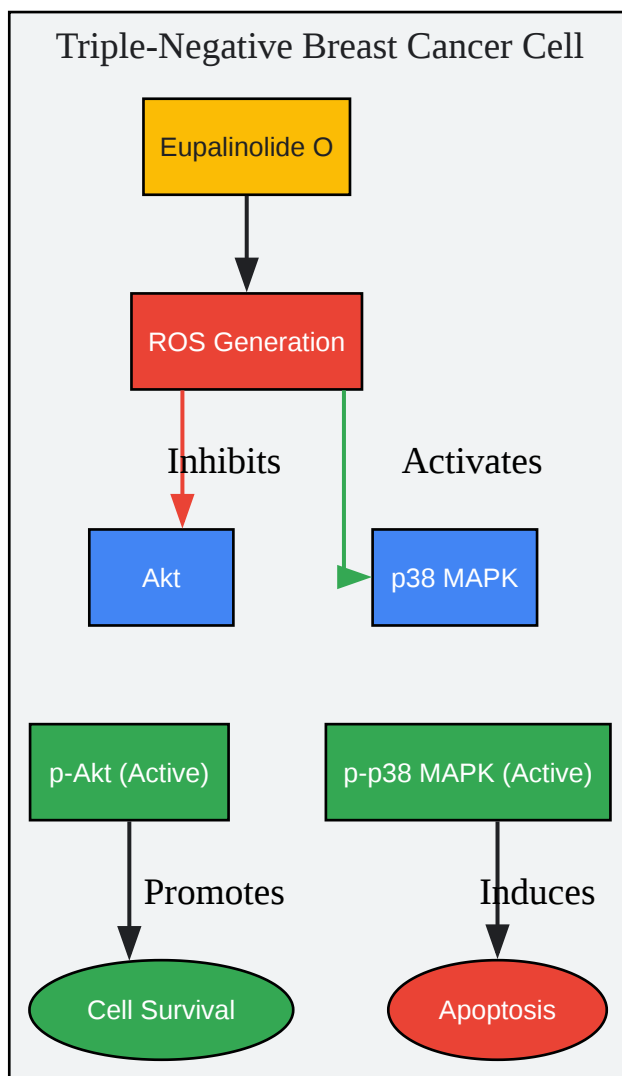 Triple-Negative Breast Cancer Cell
Eupalinolide O
ROS Generation
Inhibits
Activates
Akt
p38 MAPK
p-Akt (Active)
p-p38 MAPK (Active)
Promotes
Induces
Cell Survival
Apoptosis